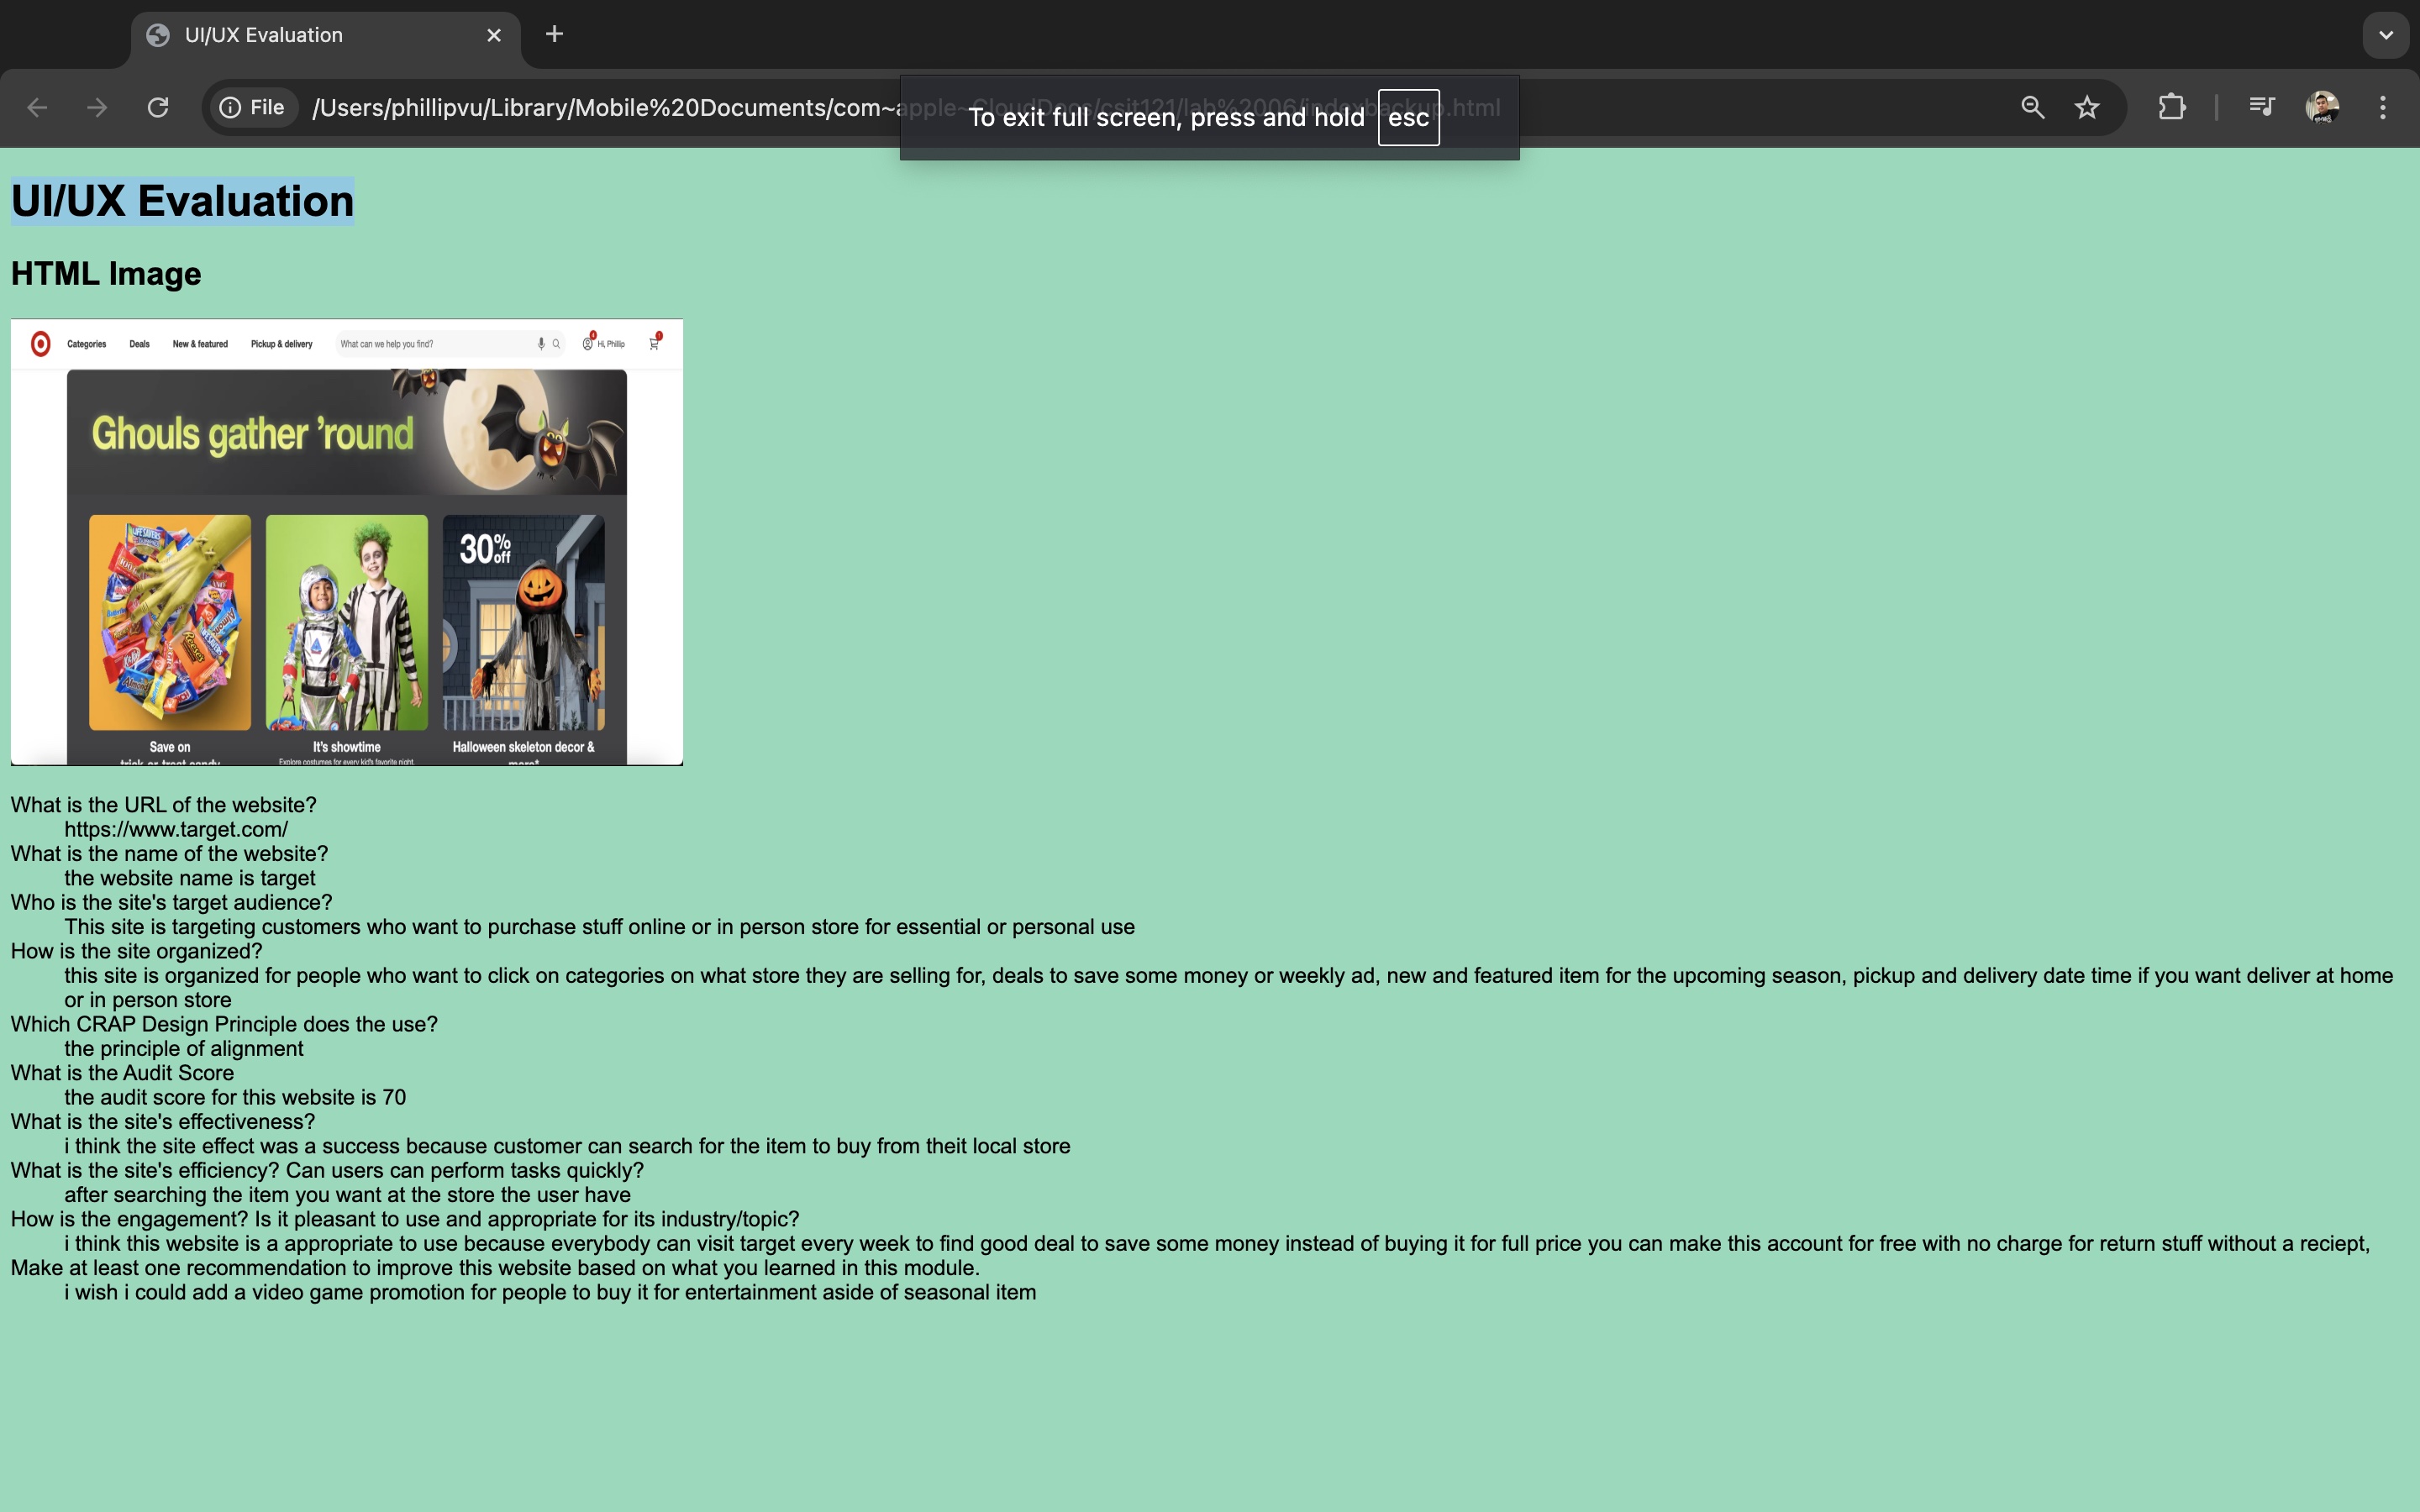 UI/UX Evaluation
File
/Users/phillipvu/Library/Mobile%20Documents/com~apple~CloudDocs/csit121/lab%2006/indexbackup.html
To exit full screen, press and hold esc
UI/UX Evaluation
HTML Image
Categories
Deals
New & featured
Pickup & delivery
What can we help you find?
Hi, Phillip
Ghouls gather 'round
30% off
Save on
trick-or-treat candy
It's showtime
Explore costumes for every kid's favorite night.
Halloween skeleton decor &
more*
What is the URL of the website?
https://www.target.com/
What is the name of the website?
the website name is target
Who is the site's target audience?
This site is targeting customers who want to purchase stuff online or in person store for essential or personal use
How is the site organized?
this site is organized for people who want to click on categories on what store they are selling for, deals to save some money or weekly ad, new and featured item for the upcoming season, pickup and delivery date time if you want deliver at home
or in person store
Which CRAP Design Principle does the use?
the principle of alignment
What is the Audit Score
the audit score for this website is 70
What is the site's effectiveness?
i think the site effect was a success because customer can search for the item to buy from theit local store
What is the site's efficiency? Can users can perform tasks quickly?
after searching the item you want at the store the user have
How is the engagement? Is it pleasant to use and appropriate for its industry/topic?
i think this website is a appropriate to use because everybody can visit target every week to find good deal to save some money instead of buying it for full price you can make this account for free with no charge for return stuff without a reciept,
Make at least one recommendation to improve this website based on what you learned in this module.
i wish i could add a video game promotion for people to buy it for entertainment aside of seasonal item